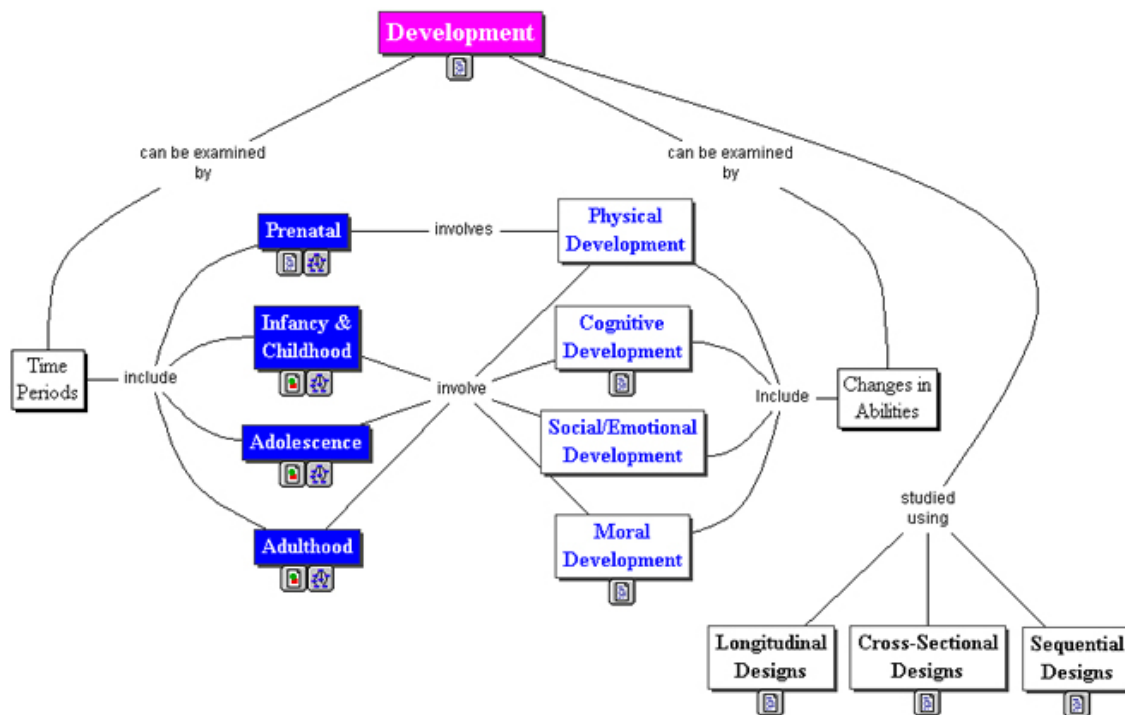 Development
can be examined
by
can be examined
by
Prenatal
involves
Physical
Development
Infancy &
Childhood
Cognitive
Development
Time
Periods
include
involve
Include
Changes in
Abilities
Adolescence
Social/Emotional
Development
studied
using
Adulthood
Moral
Development
Longitudinal
Designs
Cross-Sectional
Designs
Sequential
Designs